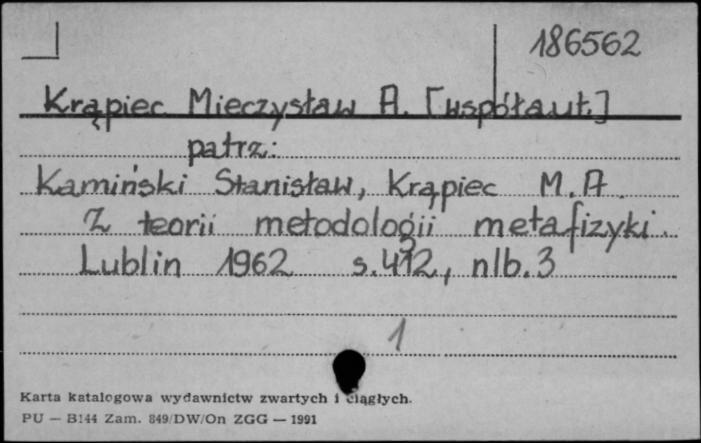 186562
Krąpiec Mieczysław A. [współaut.]
patrz:
Kamiński Stanisław, Krąpiec M.A.
Z teorii metodologii metafizyki.
Lublin 1962 s.412, nlb.3
1
Karta katalogowa wydawnictw zwartych i ciągłych.
PU — B144 Zam. 849/DW/On ZGG — 1991